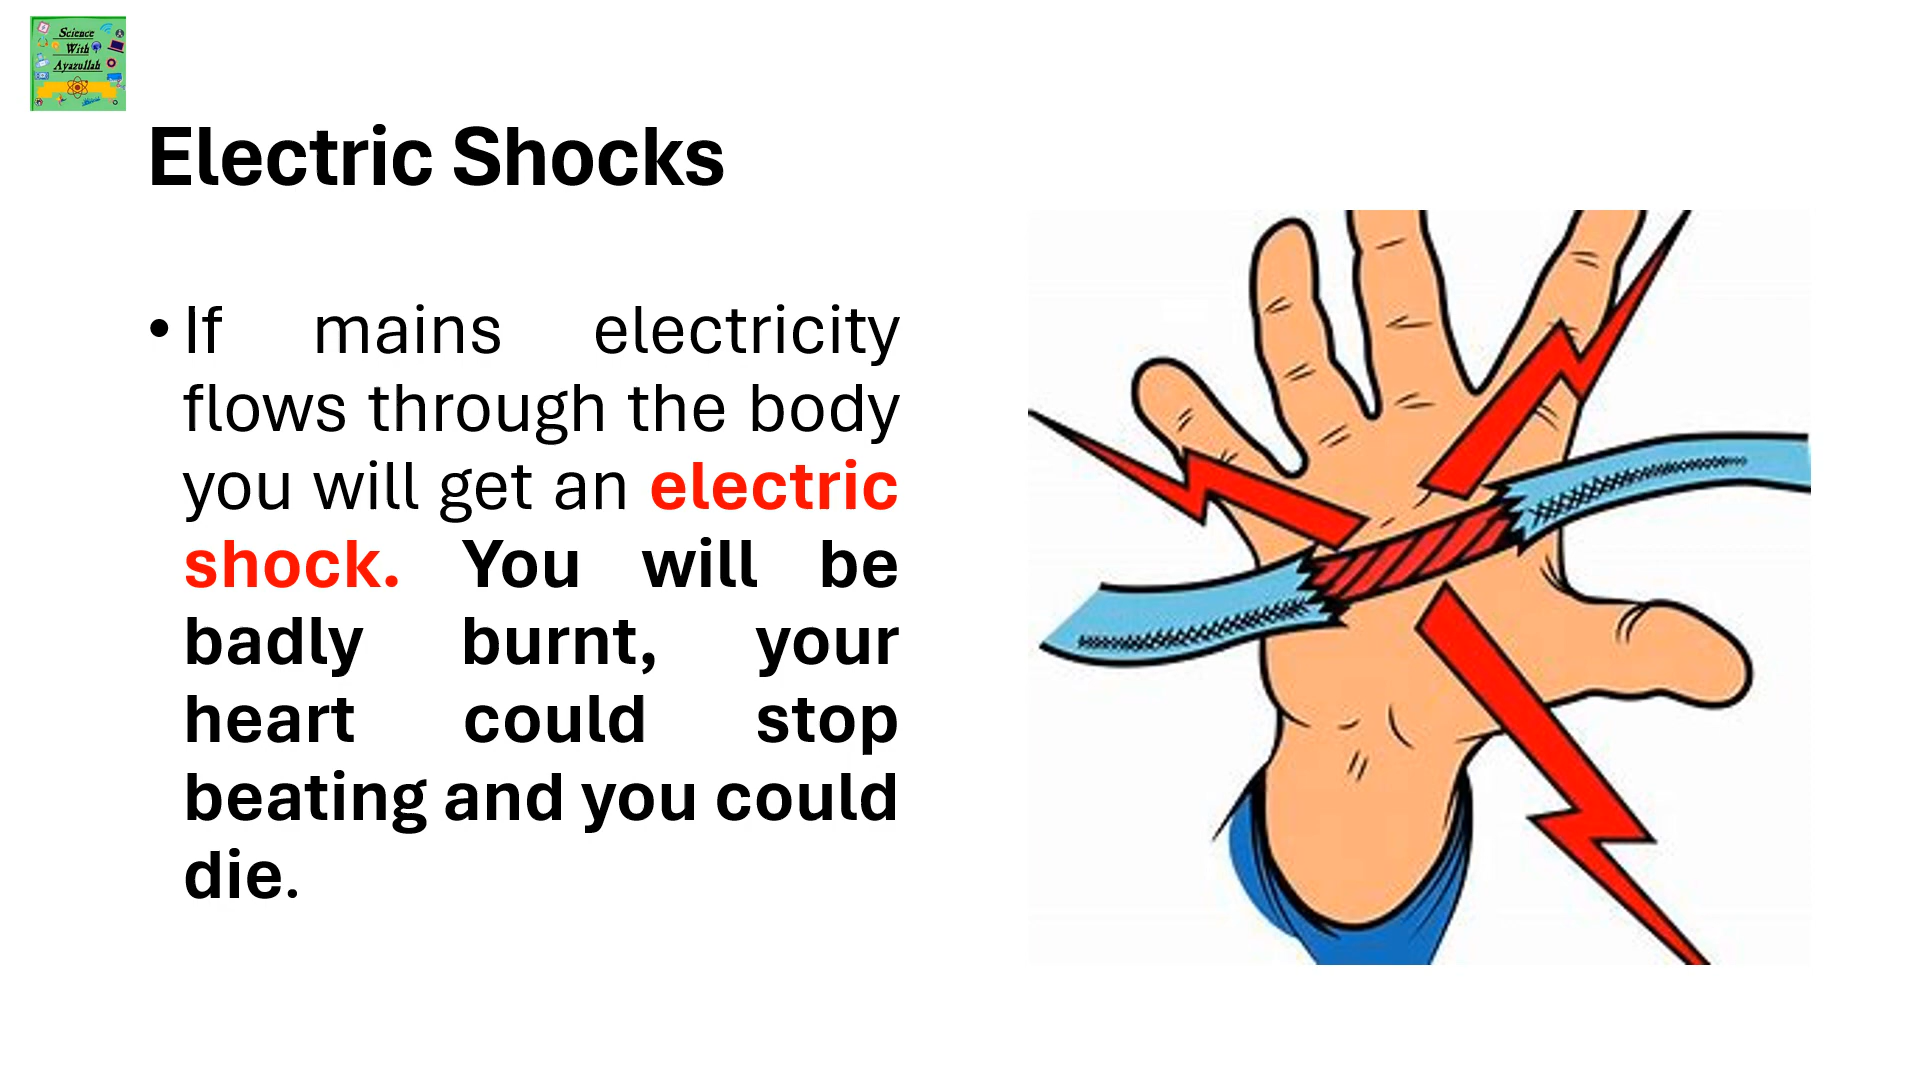 Science
With
Ayazullah
Electric Shocks
• If mains electricity
flows through the body
you will get an electric
shock. You will be
badly burnt, your
heart could stop
beating and you could
die.